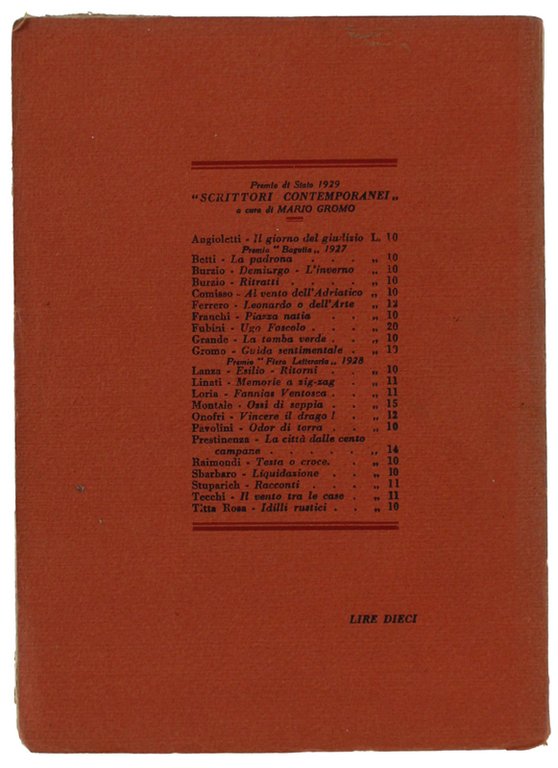 Premio di Stato 1929
"SCRITTORI CONTEMPORANEI„
a cura di MARIO GROMO
Angioletti - Il giorno del giudizio L. 10
Premio "Bagutta„ 1927
Betti - La padrona . . . „ 10
Burzio - Demiurgo - L'inverno „ 10
Burzio - Ritratti . . . . „ 10
Comisso - Al vento dell'Adriatico „ 10
Ferrero - Leonardo o dell'Arte „ 12
Franchi - Piazza natia . . „ 10
Fubini - Ugo Foscolo . . . „ 20
Grande - La tomba verde . . „ 10
Gromo - Guida sentimentale . „ 10
Premio "Fiera Letteraria„ 1928
Lanza - Esilio - Ritorni . . „ 10
Linati - Memorie a zig-zag . „ 11
Loria - Fannias Ventosca . . „ 11
Montale - Ossi di seppia . . „ 15
Onofri - Vincere il drago ! . „ 12
Pavolini - Odor di terra . . „ 10
Prestinenza - La città dalle cento
campane . . . . . „ 14
Raimondi - Testa o croce. . „ 10
Sbarbaro - Liquidazione . . „ 10
Stuparich - Racconti . . . „ 11
Tecchi - Il vento tra le case . „ 11
Titta Rosa - Idilli rustici . . „ 10
LIRE DIECI